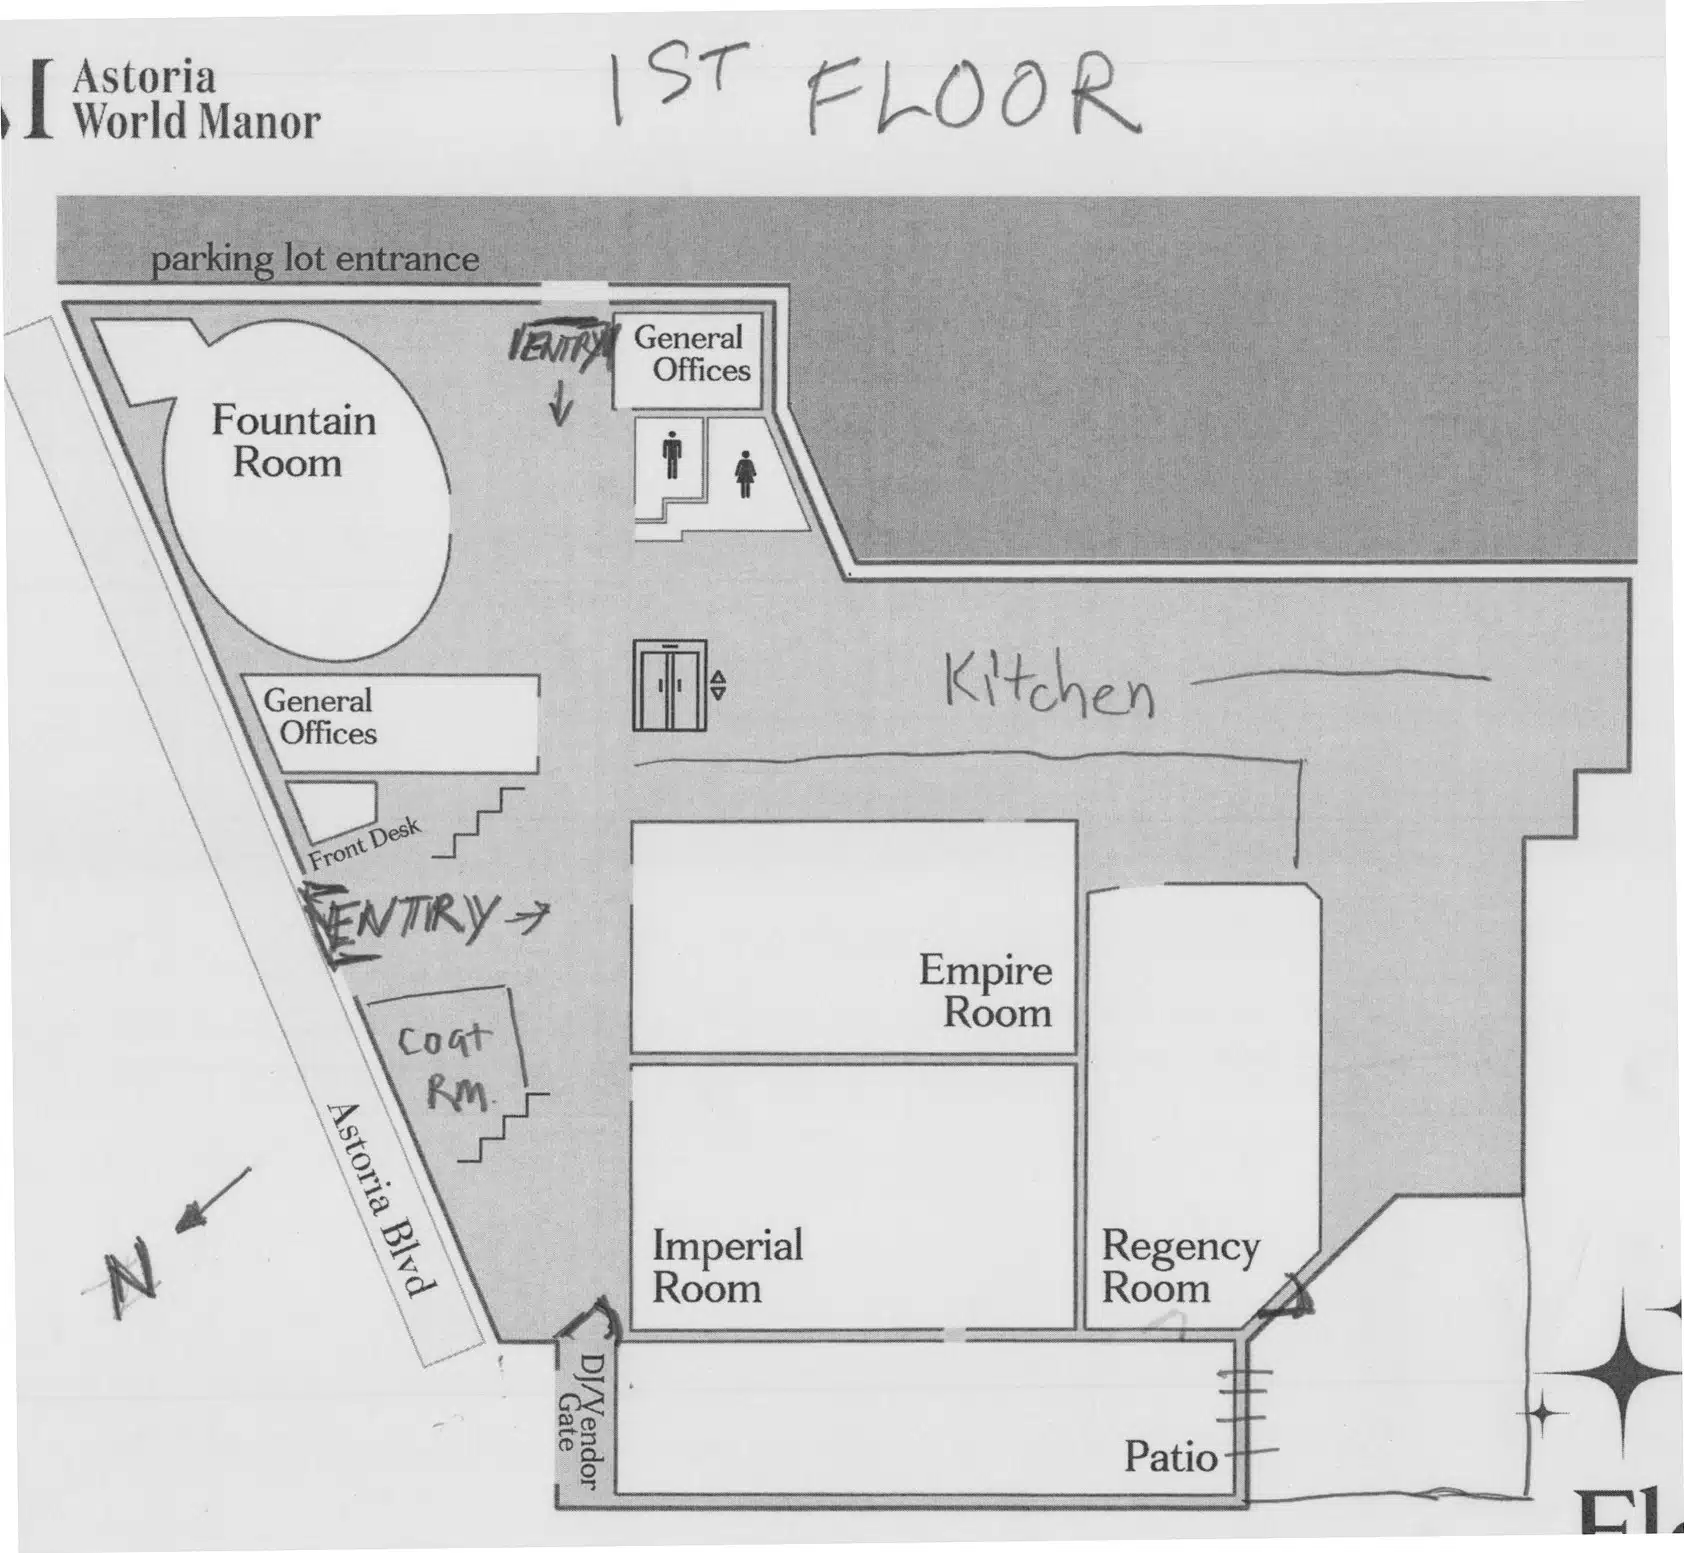 Astoria
World Manor
1ST FLOOR
parking lot entrance
ENTRY
General
Offices
Fountain
Room
Kitchen
General
Offices
Front Desk
ENTRY
Empire
Room
Coat
RM.
Astoria Blvd
N
Imperial
Room
Regency
Room
DJ/Vendor
Gate
Patio